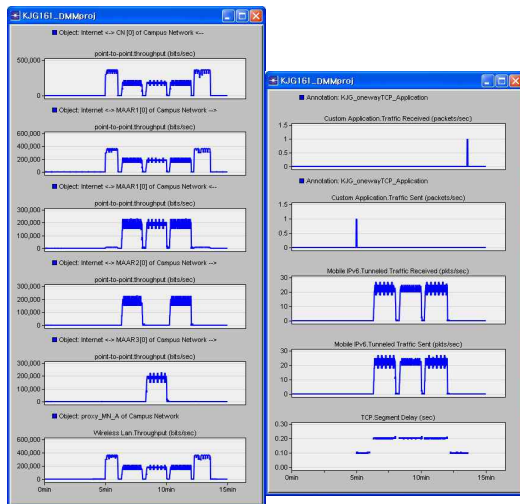 KJG161_DMMproj
Object: Internet <-> CN [0] of Campus Network <--
point-to-point.throughput (bits/sec)
500,000
0
Object: Internet <-> MAAR1[0] of Campus Network -->
point-to-point.throughput (bits/sec)
600,000
400,000
200,000
0
Object: Internet <-> MAAR1[0] of Campus Network <--
point-to-point.throughput (bits/sec)
300,000
200,000
100,000
0
Object: Internet <-> MAAR2[0] of Campus Network -->
point-to-point.throughput (bits/sec)
300,000
200,000
100,000
0
Object: Internet <-> MAAR3[0] of Campus Network -->
point-to-point.throughput (bits/sec)
300,000
200,000
100,000
0
Object: proxy_MN_A of Campus Network
Wireless Lan.Throughput (bits/sec)
600,000
400,000
200,000
0
0min
5min
10min
15min
KJG161_DMMproj
Annotation: KJG_onewayTCP_Application
Custom Application.Traffic Received (packets/sec)
1.5
1
0.5
0
Annotation: KJG_onewayTCP_Application
Custom Application.Traffic Sent (packets/sec)
1.5
1
0.5
0
Mobile IPv6.Tunneled Traffic Received (pkts/sec)
30
20
10
0
Mobile IPv6.Tunneled Traffic Sent (pkts/sec)
30
20
10
0
TCP.Segment Delay (sec)
0.30
0.20
0.10
0.00
0min
5min
10min
15min